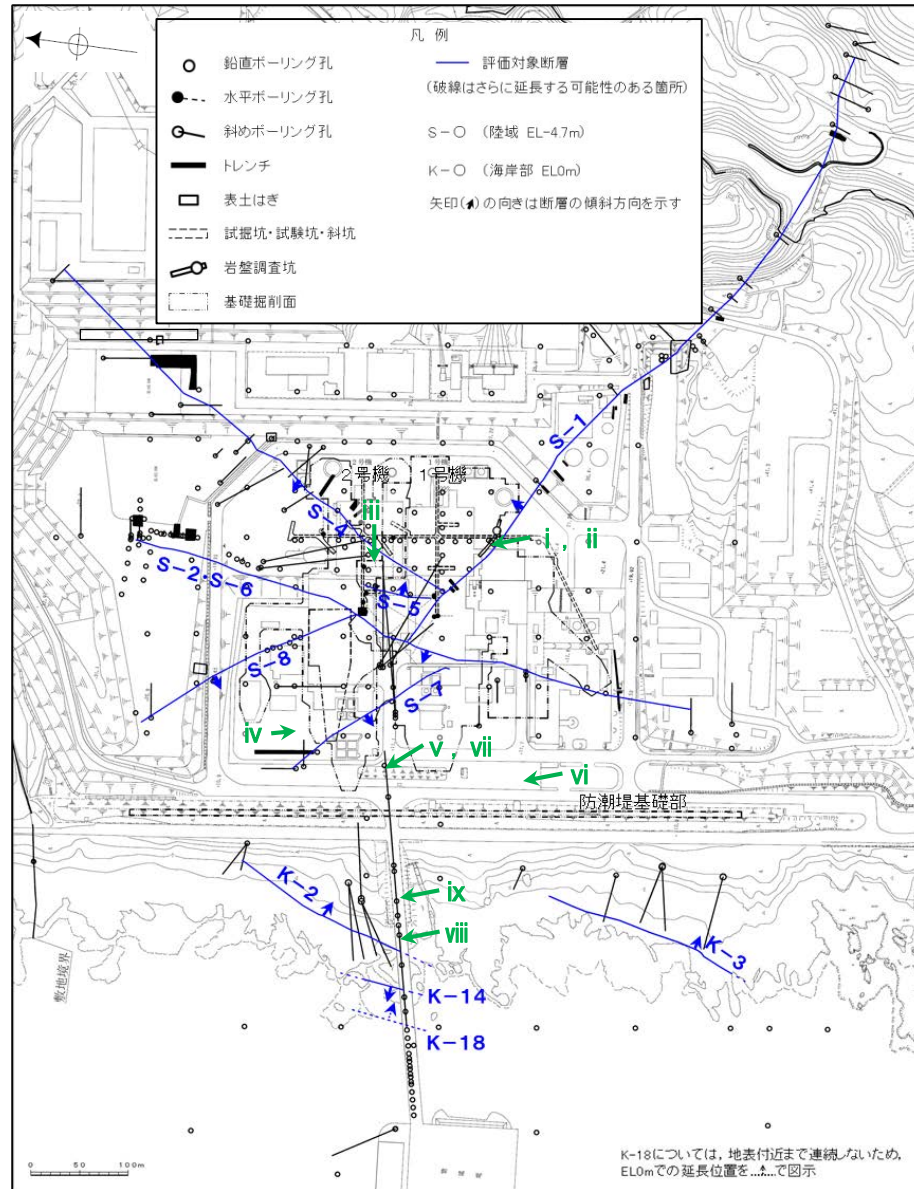 凡 例
鉛直ボーリング孔
水平ボーリング孔
斜めボーリング孔
トレンチ
表土はぎ
試掘坑・試験坑・斜坑
岩盤調査坑
基礎掘削面
評価対象断層
(破線はさらに延長する可能性のある箇所)
S-○ (陸域 EL-4.7m)
K-○ (海岸部 EL0m)
矢印( )の向きは断層の傾斜方向を示す
S-1
2号機
1号機
S-4
iii
i , ii
S-2・S-6
S-5
S-8
S-7
iv
v , vii
vi
防潮堤基礎部
K-2
ix
viii
K-3
敷地境界
K-14
K-18
0 50 100m
K-18については，地表付近まで連続しないため，
EL0mでの延長位置を で図示